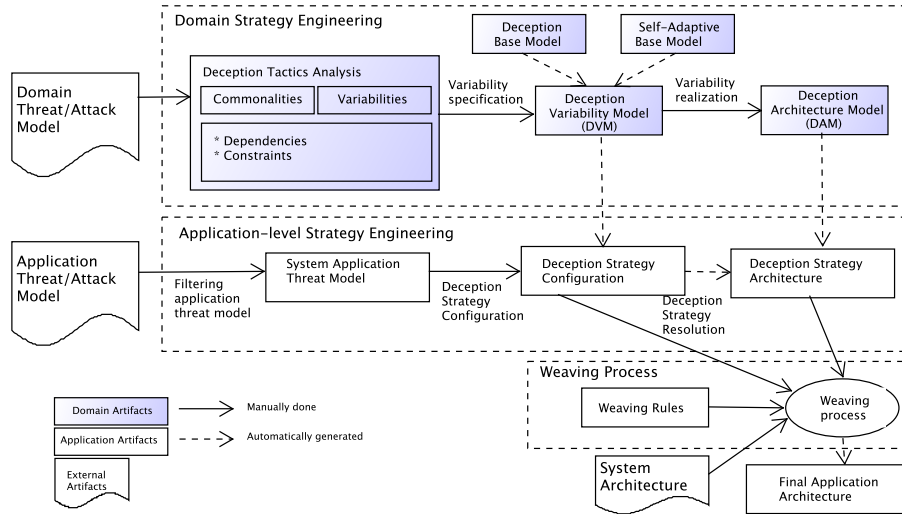 Domain Strategy Engineering
Deception
Base Model
Self-Adaptive
Base Model
Domain
Threat/Attack
Model
Deception Tactics Analysis
Commonalities
Variabilities
* Dependencies
* Constraints
Variability
specification
Deception
Variability Model
(DVM)
Variability
realization
Deception
Architecture Model
(DAM)
Application-level Strategy Engineering
Application
Threat/Attack
Model
Filtering
application
threat model
System Application
Threat Model
Deception
Strategy
Configuration
Deception Strategy
Configuration
Deception
Strategy
Resolution
Deception Strategy
Architecture
Weaving Process
Weaving Rules
Weaving
process
System
Architecture
Final Application
Architecture
Domain Artifacts
Manually done
Application Artifacts
Automatically generated
External
Artifacts